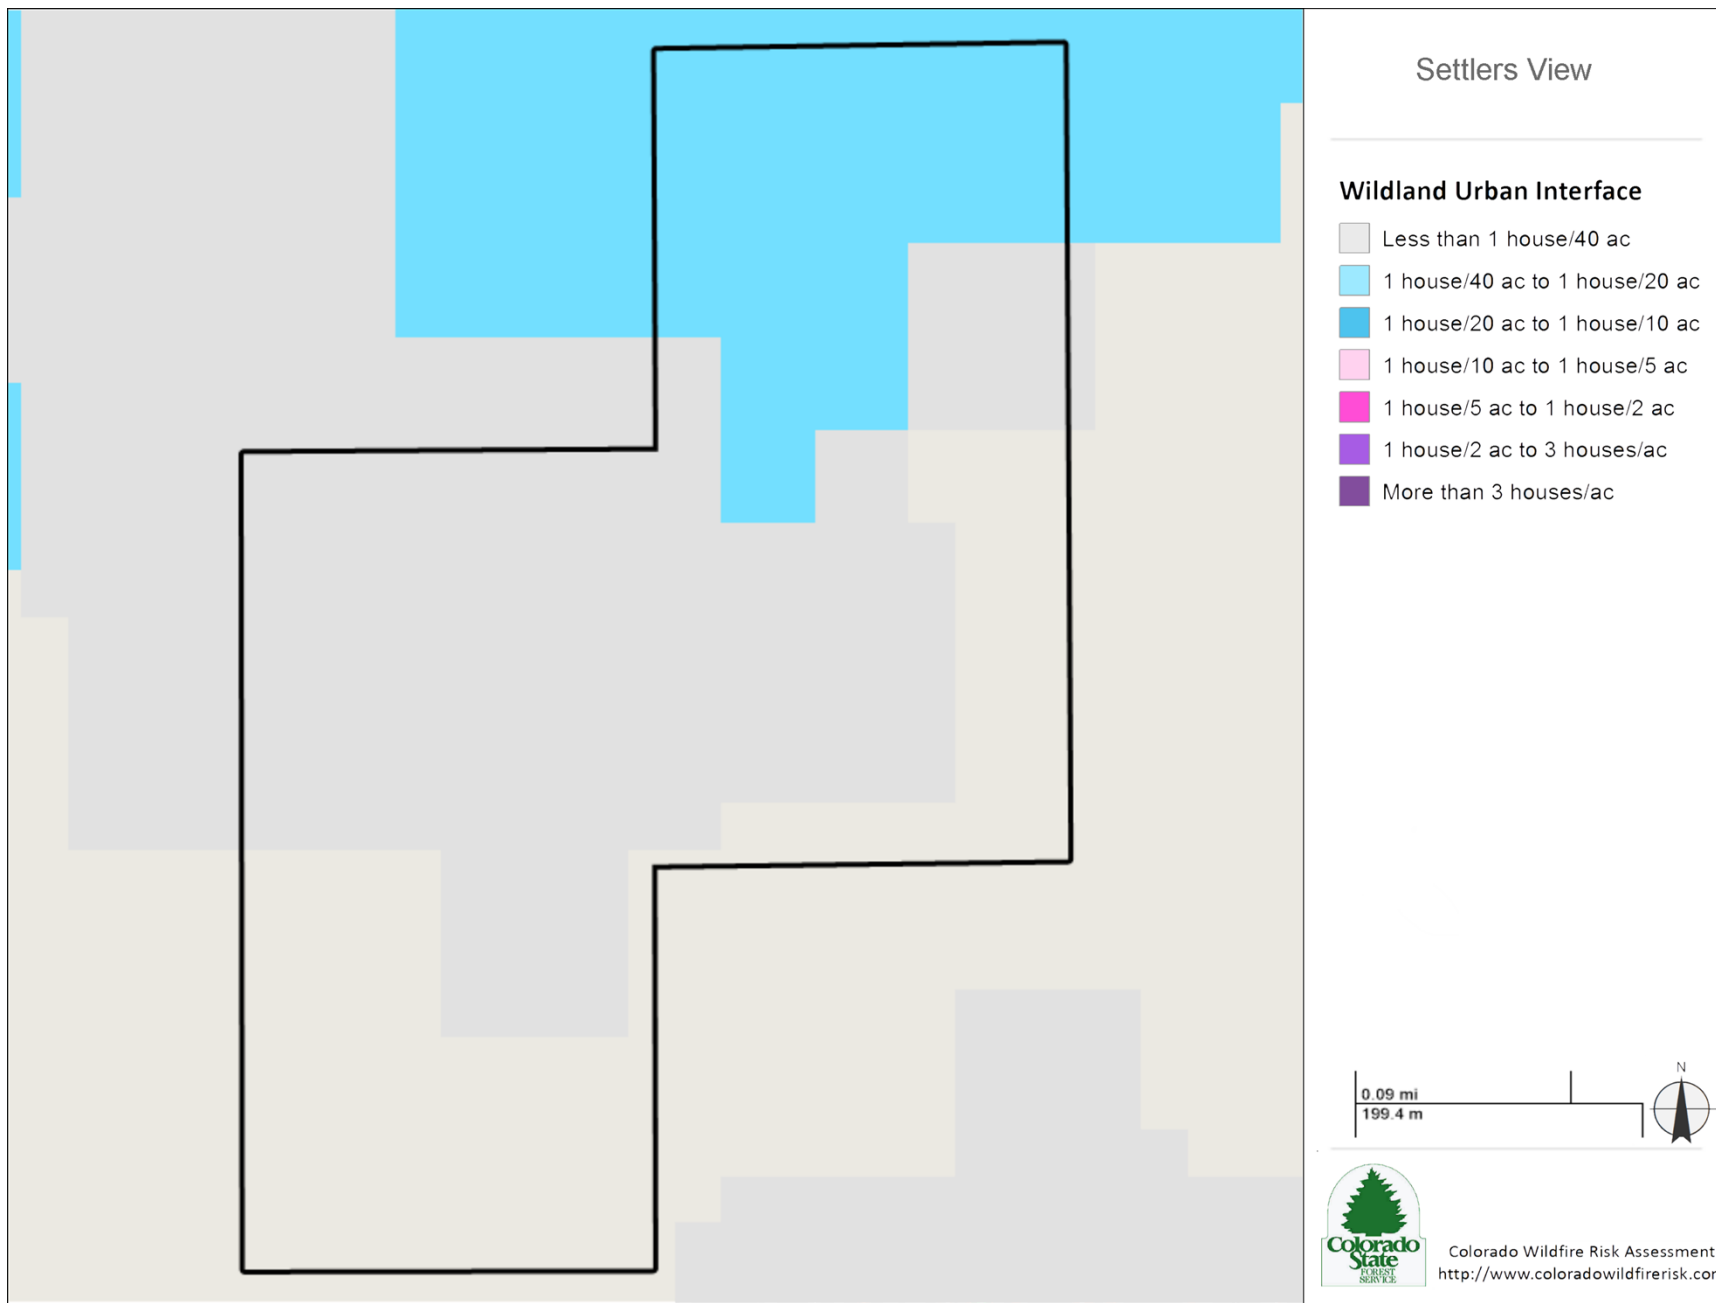 Settlers View
Wildland Urban Interface
Less than 1 house/40 ac
1 house/40 ac to 1 house/20 ac
1 house/20 ac to 1 house/10 ac
1 house/10 ac to 1 house/5 ac
1 house/5 ac to 1 house/2 ac
1 house/2 ac to 3 houses/ac
More than 3 houses/ac
0.09 mi
199.4 m
N
Colorado
State
FOREST
SERVICE
Colorado Wildfire Risk Assessment
http://www.coloradowildfirerisk.cor